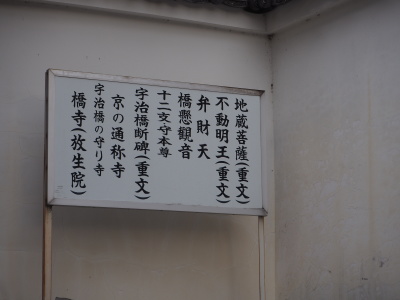 地蔵菩薩(重文)
不動明王(重文)
弁財天
橋懸觀音
十二支守本尊
宇治橋断碑(重文)
京の通称寺
宇治橋の守り寺
橋寺(放生院)